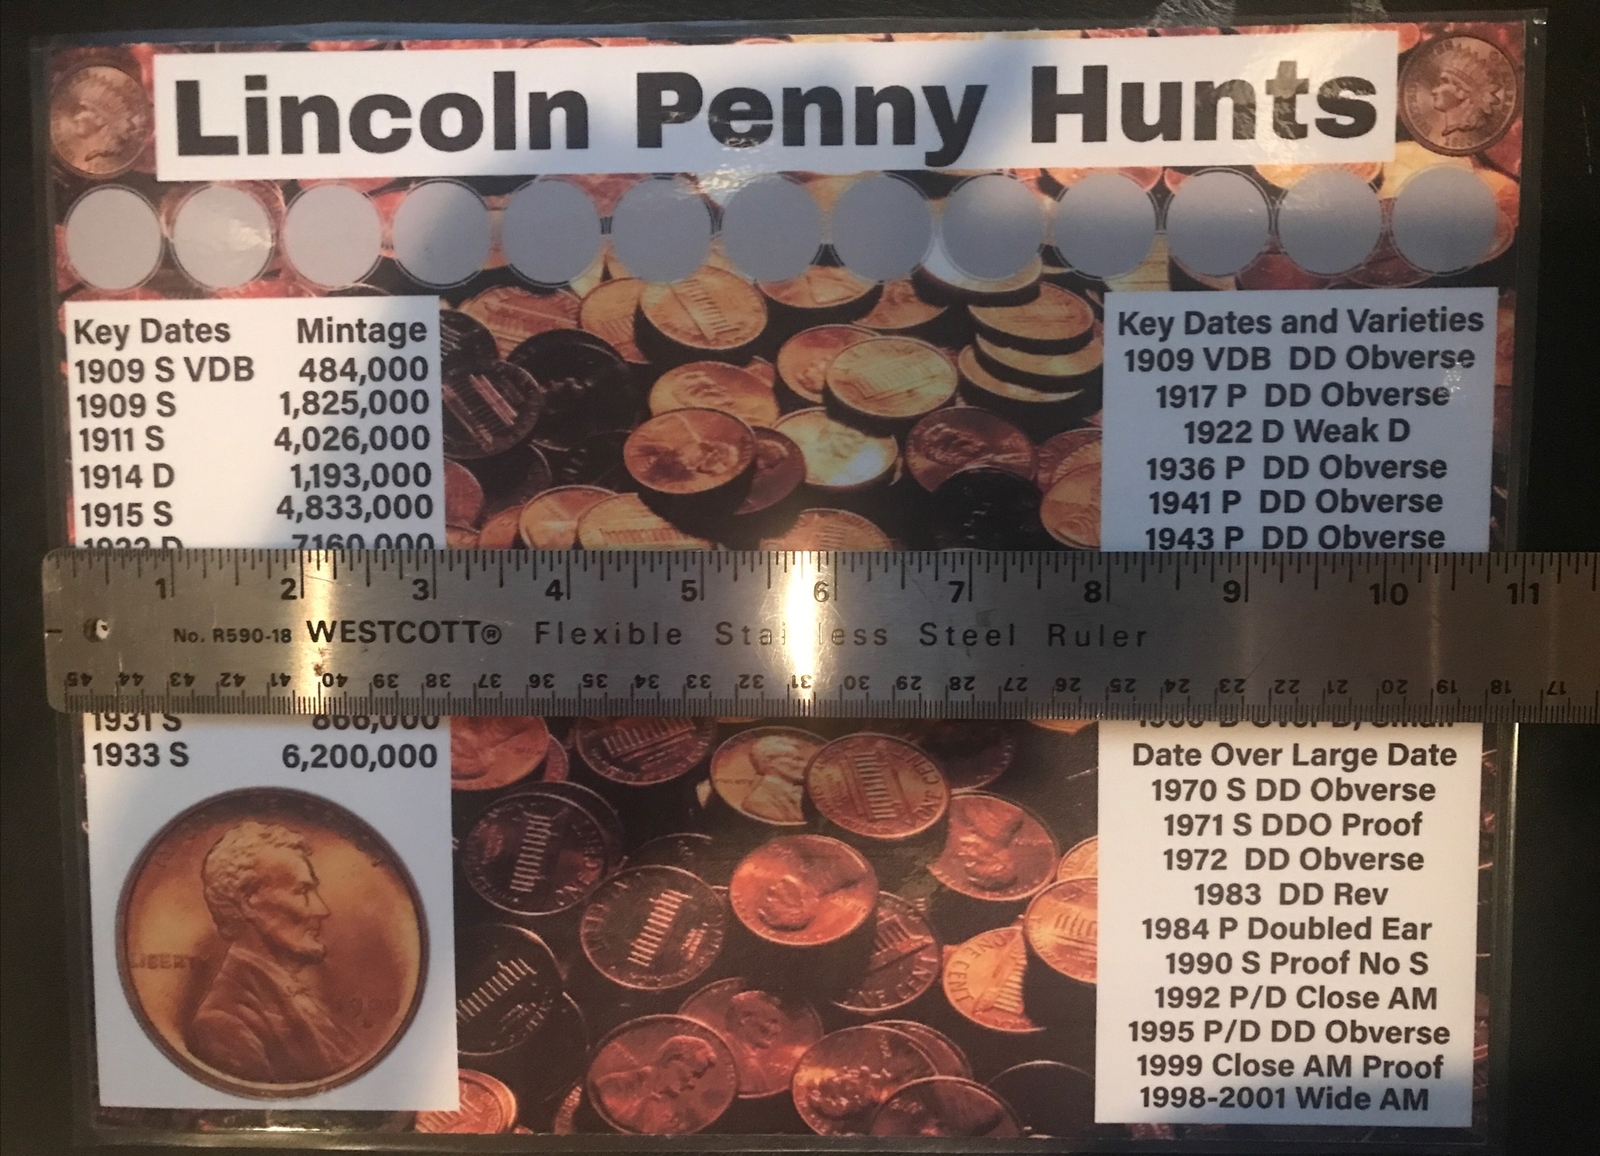 Lincoln Penny Hunts
Key Dates Mintage
1909 S VDB 484,000
1909 S 1,825,000
1911 S 4,026,000
1914 D 1,193,000
1915 S 4,833,000
1922 D 7160,000
1931 S 866,000
1933 S 6,200,000
LIBERTY
Key Dates and Varieties
1909 VDB DD Obverse
1917 P DD Obverse
1922 D Weak D
1936 P DD Obverse
1941 P DD Obverse
1943 P DD Obverse
1 2 3 4 5 6 7 8 9 10 11
No. R590-18 WESTCOTT® Flexible Stainless Steel Ruler
45 44 43 42 41 40 39 38 37 36 35 34 33 32 31 30 29 28 27 26 25 24 23 22 21 20 19 18 17
Date Over Large Date
1970 S DD Obverse
1971 S DDO Proof
1972 DD Obverse
1983 DD Rev
1984 P Doubled Ear
1990 S Proof No S
1992 P/D Close AM
1995 P/D DD Obverse
1999 Close AM Proof
1998-2001 Wide AM